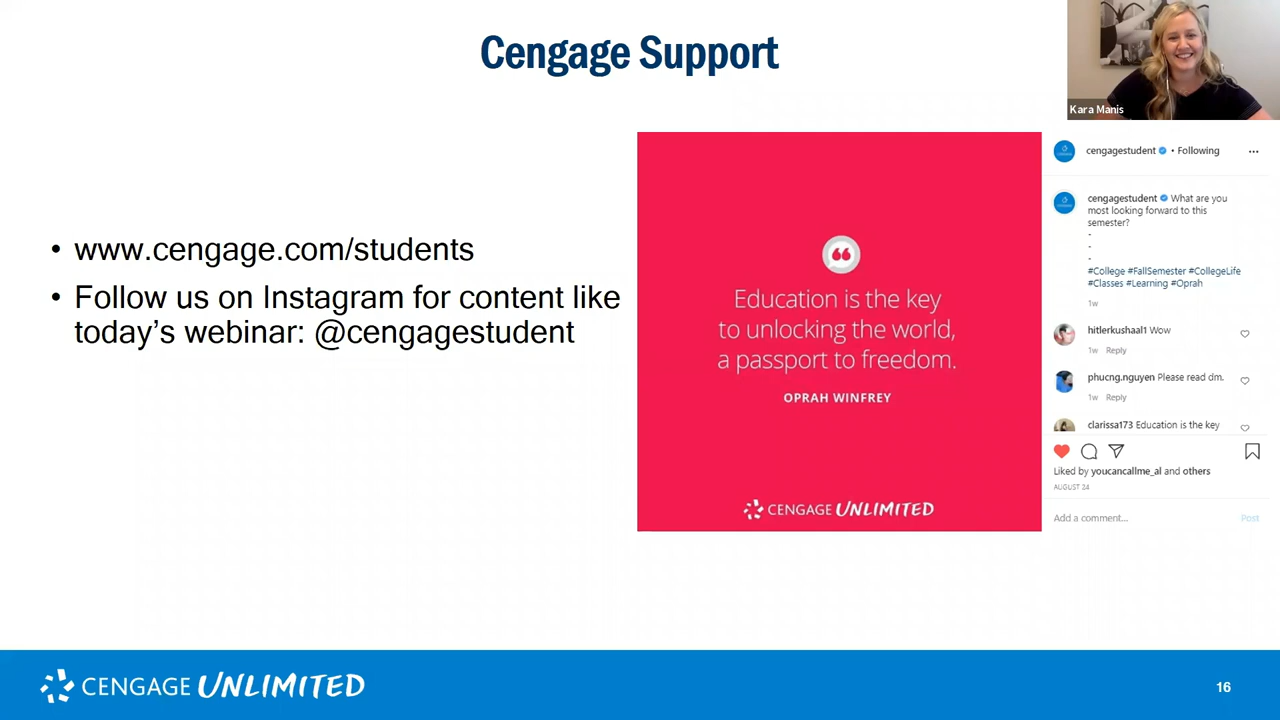 Cengage Support
Kara Manis
• www.cengage.com/students
• Follow us on Instagram for content like
today’s webinar: @cengagestudent
Education is the key
to unlocking the world,
a passport to freedom.
OPRAH WINFREY
CENGAGE UNLIMITED
cengagestudent • Following
cengagestudent What are you
most looking forward to this
semester?
.
.
.
#College #FallSemester #CollegeLife
#Classes #Learning #Oprah
1w
hitlerkushaal1 Wow
1w Reply
phucng.nguyen Please read dm.
1w Reply
clarissa173 Education is the key
Liked by youcancallme_al and others
AUGUST 24
Add a comment... Post
CENGAGE UNLIMITED
16